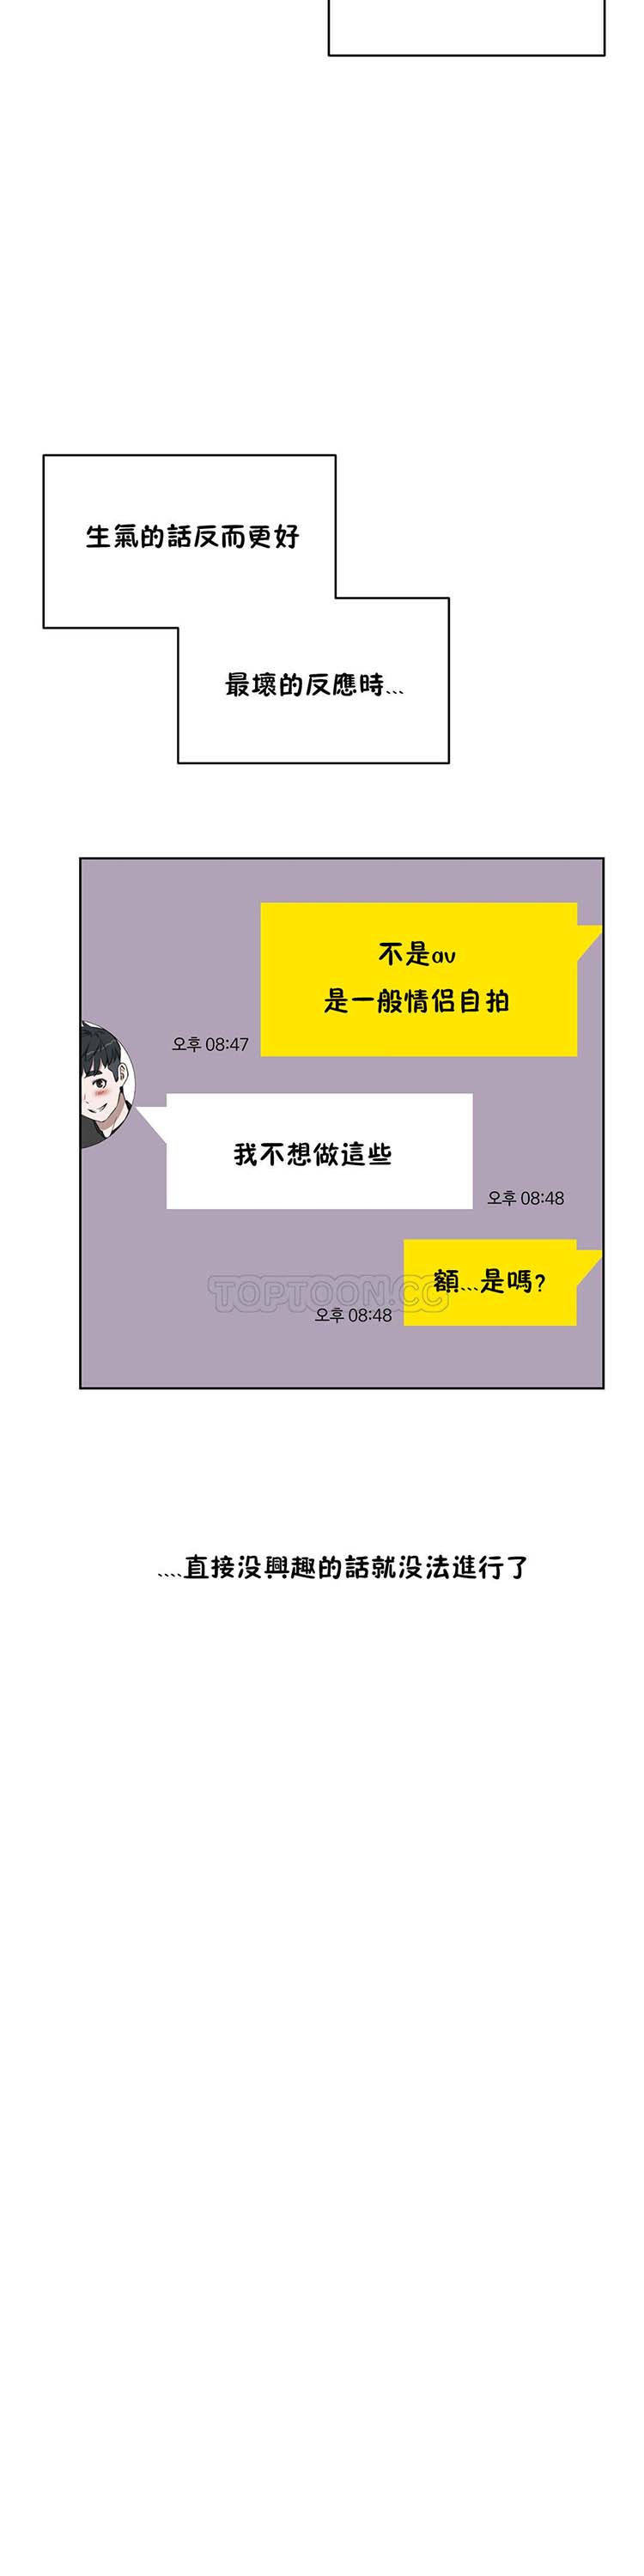 生氣的話反而更好
最壞的反應時...
不是av
是一般情侶自拍
오후 08:47
我不想做這些
오후 08:48
額...是嗎?
오후 08:48
TOPTOON.CC
....直接没興趣的話就没法進行了